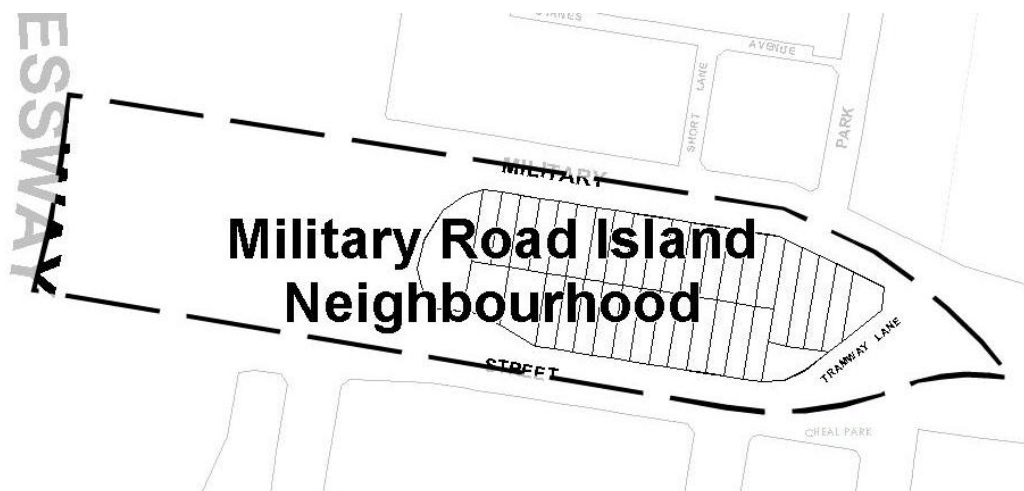 ESSWAY
AVENUE
SHORT LANE
PARK
MILITARY
Military Road Island
Neighbourhood
STREET
TRAMWAY LANE
CHEAL PARK